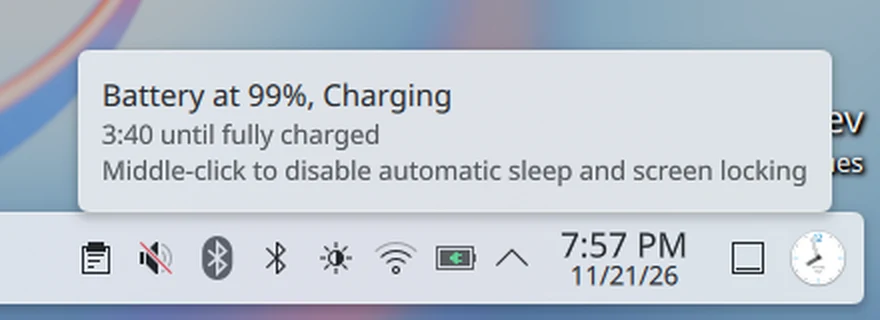 Battery at 99%, Charging
3:40 until fully charged
Middle-click to disable automatic sleep and screen locking
7:57 PM
11/21/26